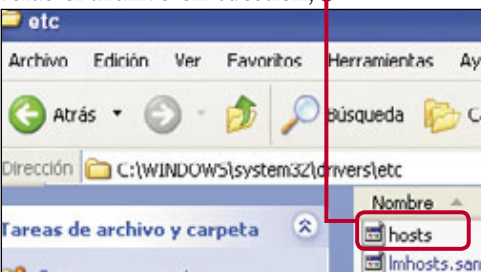 etc
Archivo Edición Ver Favoritos Herramientas
Atrás Búsqueda
Dirección C:\WINDOWS\system32\drivers\etc
Nombre
Tareas de archivo y carpeta
hosts
lmhosts.sam